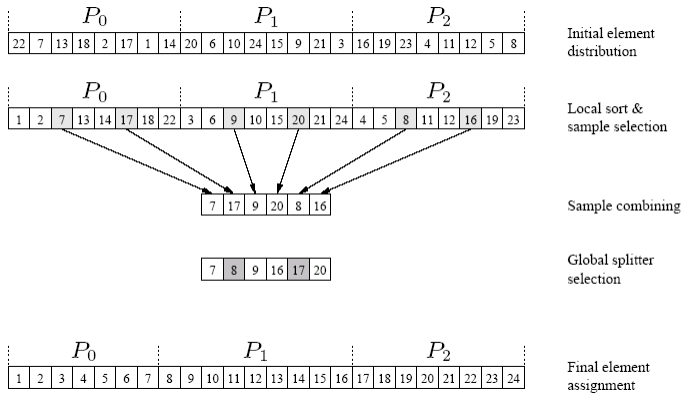 P0 P1 P2
22 7 13 18 2 17 1 14 20 6 10 24 15 9 21 3 16 19 23 4 11 12 5 8
Initial element
distribution
P0 P1 P2
1 2 7 13 14 17 18 22 3 6 9 10 15 20 21 24 4 5 8 11 12 16 19 23
Local sort &
sample selection
7 17 9 20 8 16
Sample combining
7 8 9 16 17 20
Global splitter
selection
P0 P1 P2
1 2 3 4 5 6 7 8 9 10 11 12 13 14 15 16 17 18 19 20 21 22 23 24
Final element
assignment